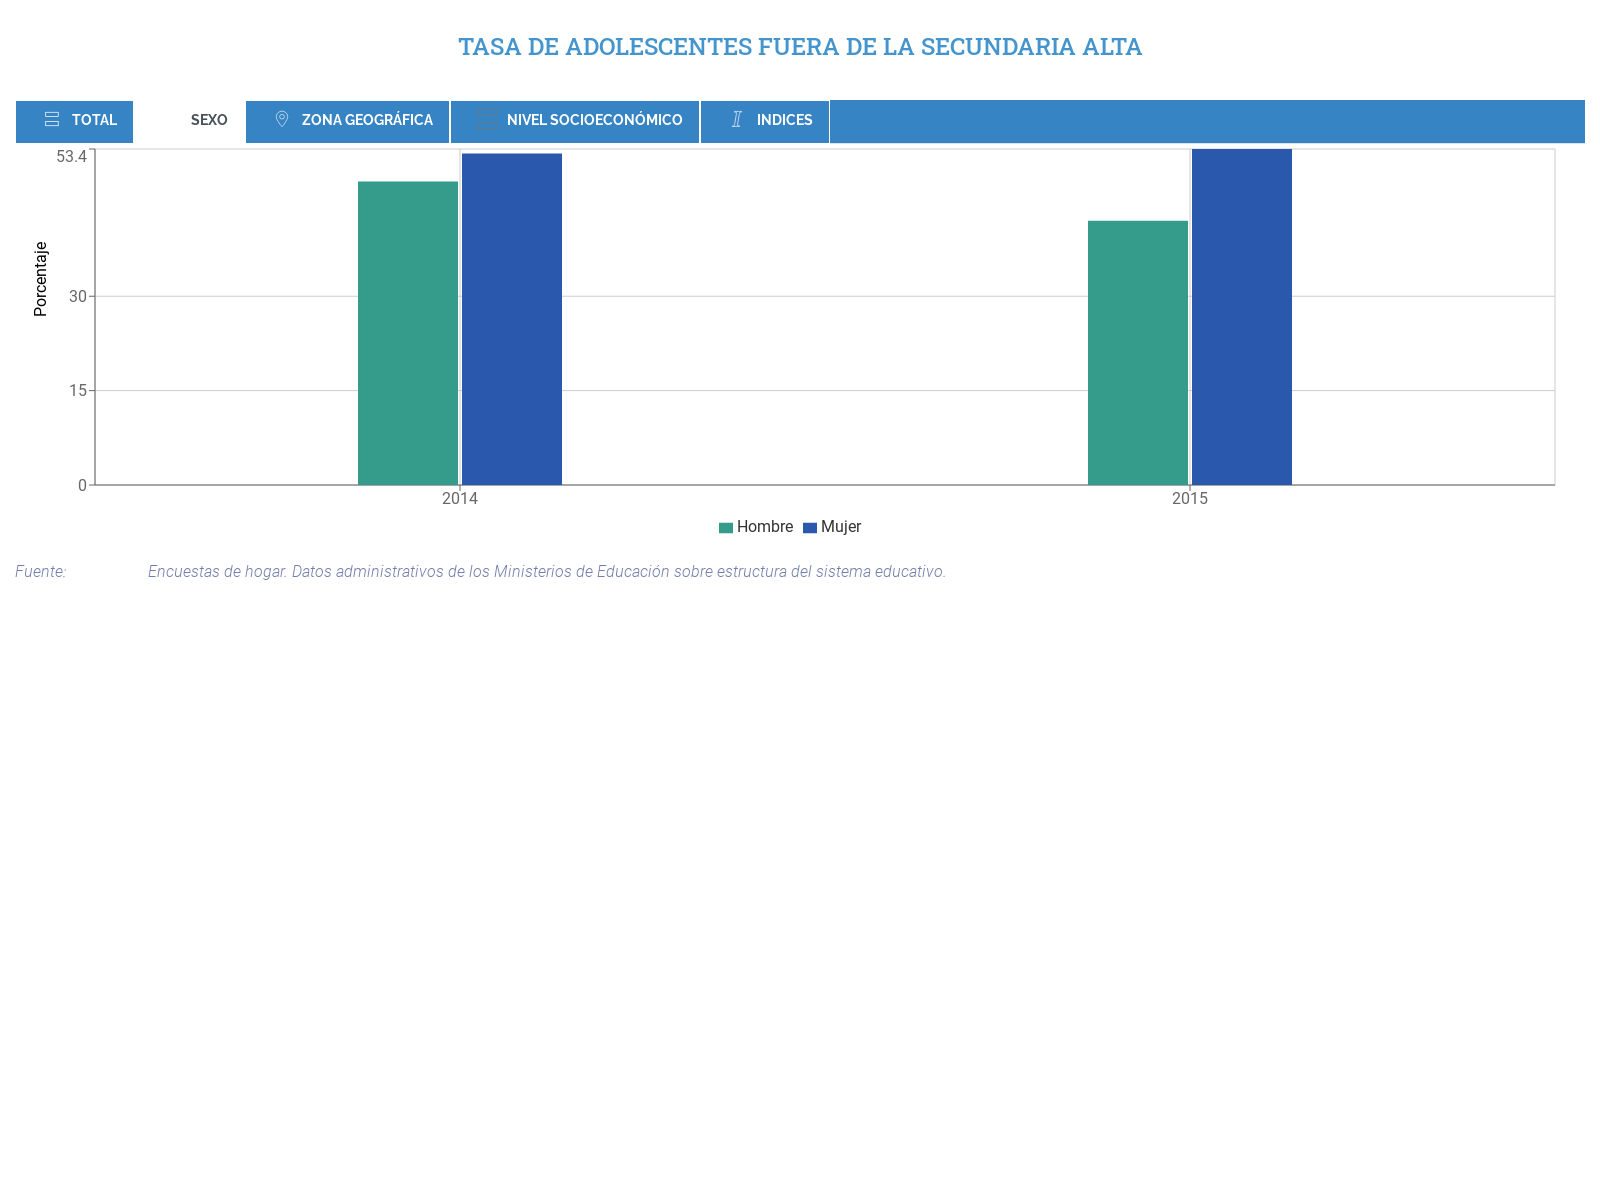 TASA DE ADOLESCENTES FUERA DE LA SECUNDARIA ALTA
TOTAL SEXO ZONA GEOGRÁFICA NIVEL SOCIOECONÓMICO INDICES
53.4
30
15
0
Porcentaje
2014 2015
Hombre Mujer
Fuente: Encuestas de hogar. Datos administrativos de los Ministerios de Educación sobre estructura del sistema educativo.